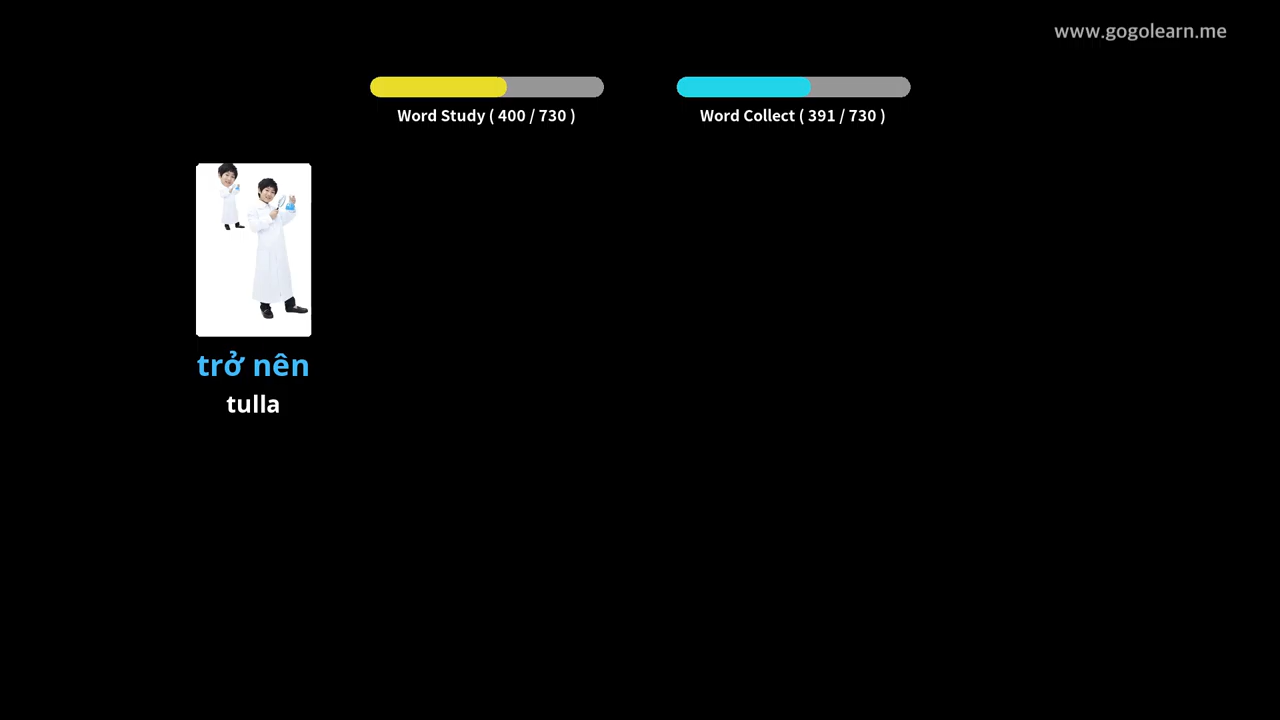 www.gogolearn.me
Word Study ( 400 / 730 )
Word Collect ( 391 / 730 )
trở nên
tulla